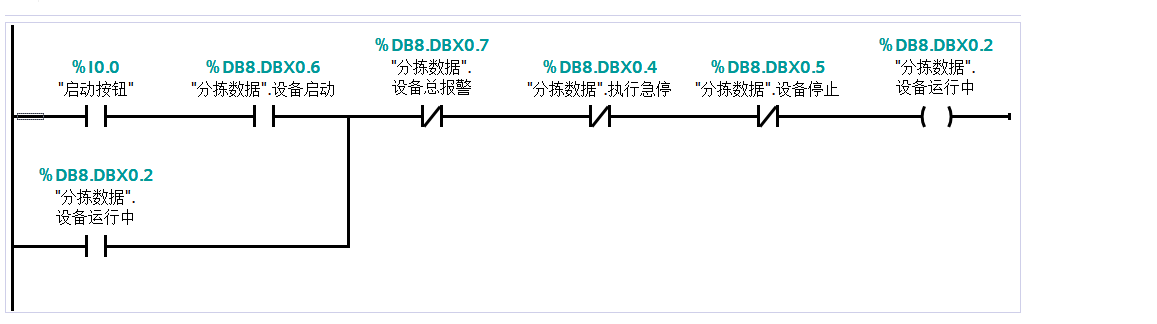 %I0.0
"启动按钮"
%DB8.DBX0.6
"分拣数据".设备启动
%DB8.DBX0.7
"分拣数据".
设备总报警
%DB8.DBX0.4
"分拣数据".执行急停
%DB8.DBX0.5
"分拣数据".设备停止
%DB8.DBX0.2
"分拣数据".
设备运行中
%DB8.DBX0.2
"分拣数据".
设备运行中